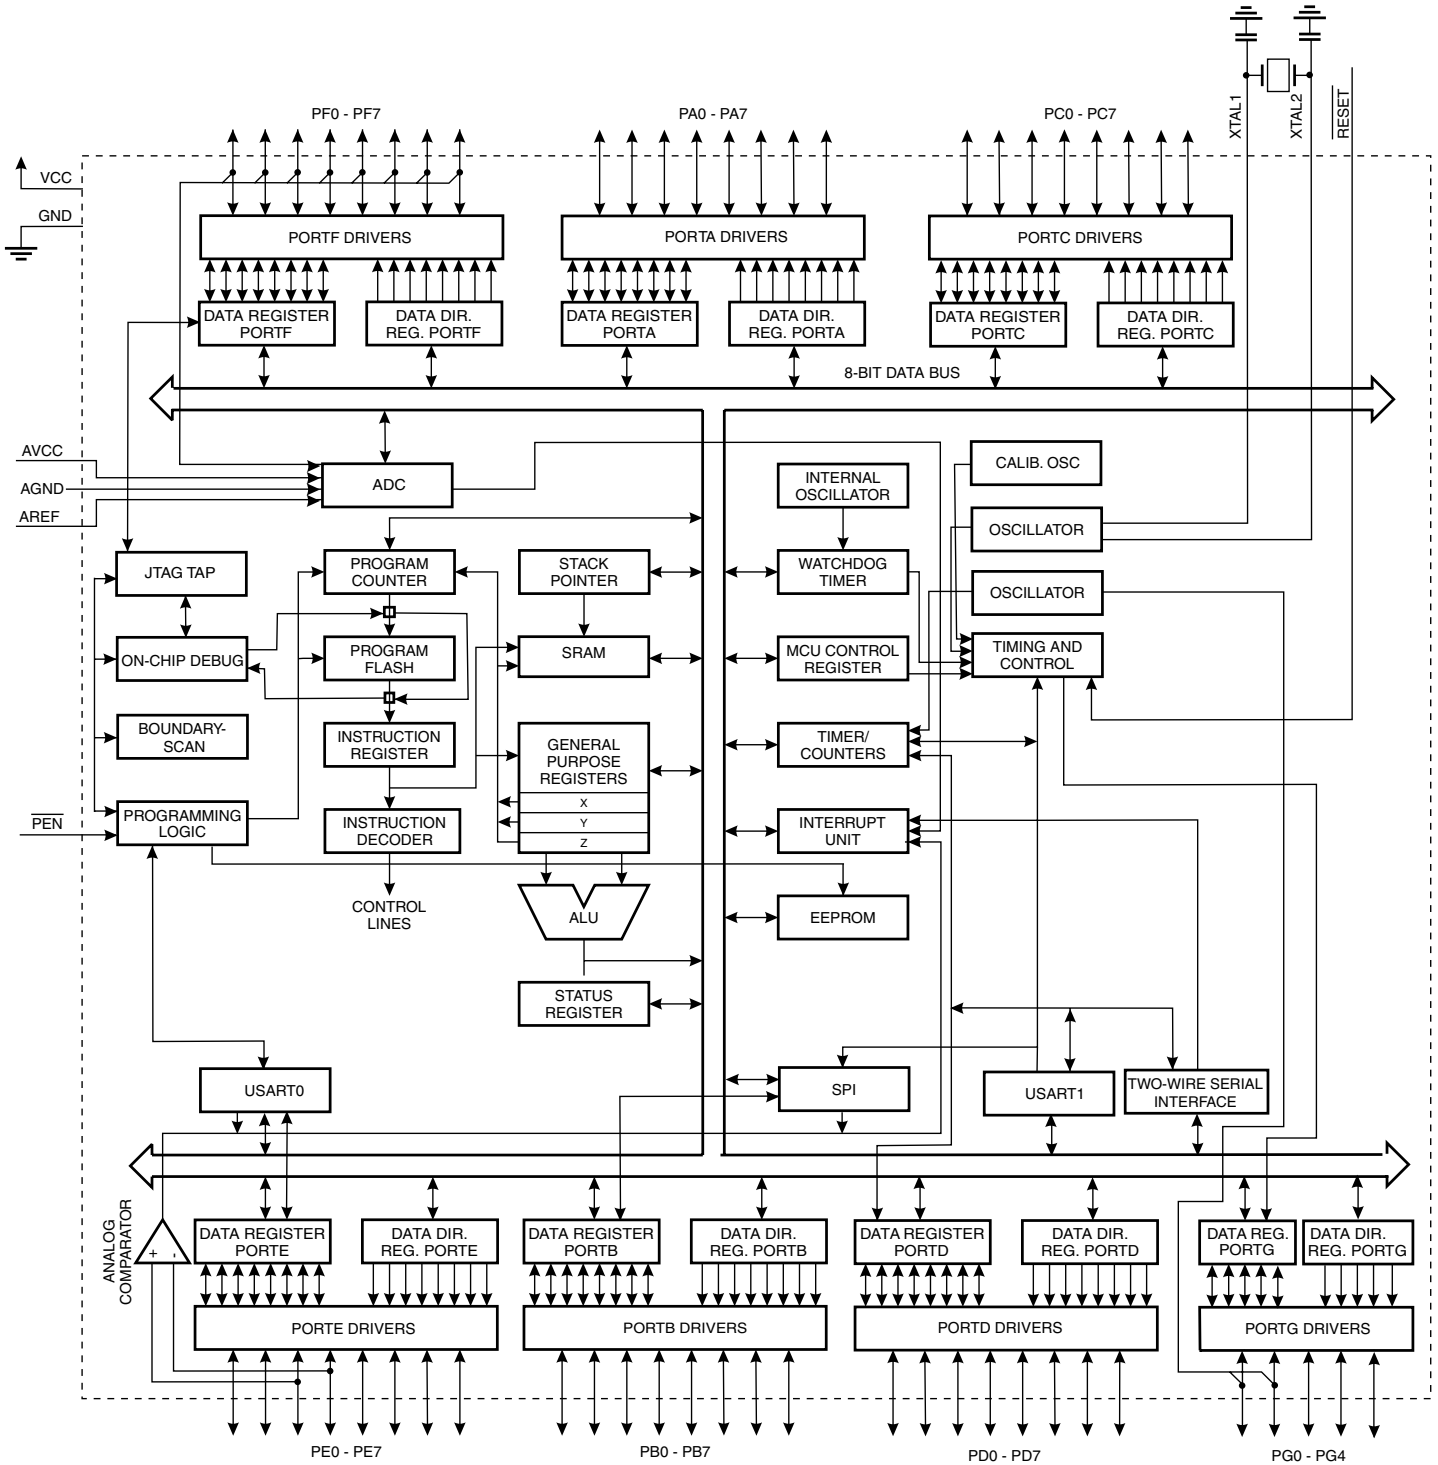 XTAL1
XTAL2
RESET
PF0 - PF7
PA0 - PA7
PC0 - PC7
VCC
GND
PORTF DRIVERS
PORTA DRIVERS
PORTC DRIVERS
DATA REGISTER
PORTF
DATA DIR.
REG. PORTF
DATA REGISTER
PORTA
DATA DIR.
REG. PORTA
DATA REGISTER
PORTC
DATA DIR.
REG. PORTC
8-BIT DATA BUS
AVCC
AGND
AREF
ADC
INTERNAL
OSCILLATOR
CALIB. OSC
OSCILLATOR
JTAG TAP
PROGRAM
COUNTER
STACK
POINTER
WATCHDOG
TIMER
OSCILLATOR
ON-CHIP DEBUG
PROGRAM
FLASH
SRAM
MCU CONTROL
REGISTER
TIMING AND
CONTROL
BOUNDARY-
SCAN
INSTRUCTION
REGISTER
GENERAL
PURPOSE
REGISTERS
X
Y
Z
TIMER/
COUNTERS
PEN
PROGRAMMING
LOGIC
INSTRUCTION
DECODER
INTERRUPT
UNIT
CONTROL
LINES
ALU
EEPROM
STATUS
REGISTER
USART0
SPI
USART1
TWO-WIRE SERIAL
INTERFACE
ANALOG
COMPARATOR
+
-
DATA REGISTER
PORTE
DATA DIR.
REG. PORTE
DATA REGISTER
PORTB
DATA DIR.
REG. PORTB
DATA REGISTER
PORTD
DATA DIR.
REG. PORTD
DATA REG.
PORTG
DATA DIR.
REG. PORTG
PORTE DRIVERS
PORTB DRIVERS
PORTD DRIVERS
PORTG DRIVERS
PE0 - PE7
PB0 - PB7
PD0 - PD7
PG0 - PG4